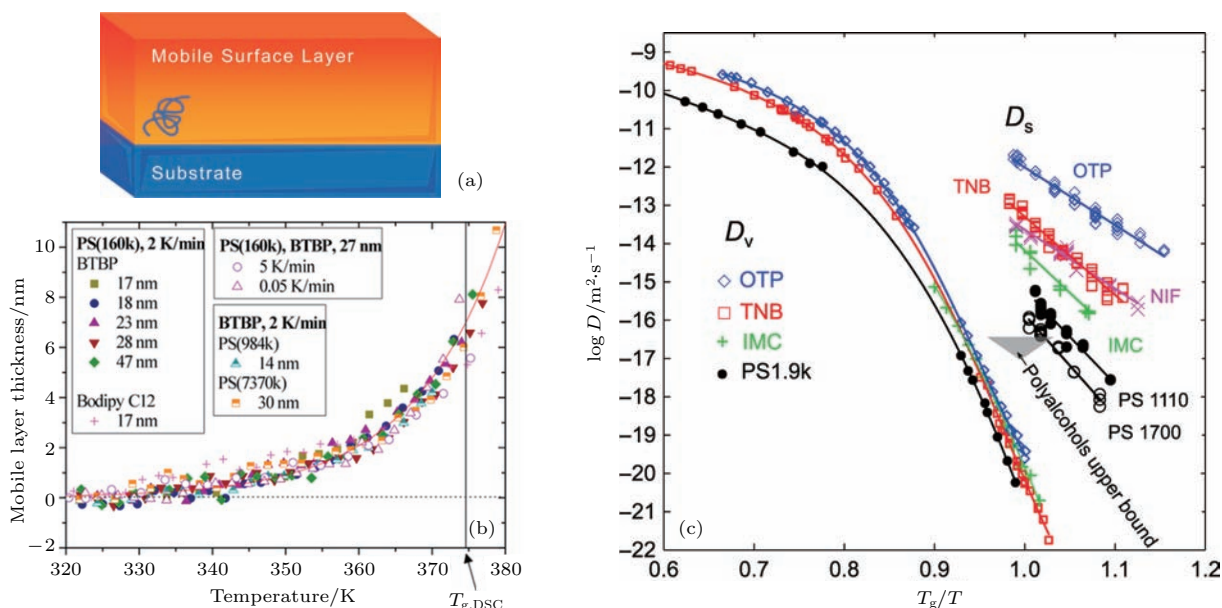 Mobile Surface Layer
Substrate
(a)
Mobile layer thickness/nm
10
8
6
4
2
0
−2
PS(160k), 2 K/min
BTBP
17 nm
18 nm
23 nm
28 nm
47 nm
Bodipy C12
17 nm
PS(160k), BTBP, 27 nm
5 K/min
0.05 K/min
BTBP, 2 K/min
PS(984k)
14 nm
PS(7370k)
30 nm
(b)
320 330 340 350 360 370 380
Temperature/K
Tg,DSC
log D/m²·s⁻¹
−9
−10
−11
−12
−13
−14
−15
−16
−17
−18
−19
−20
−21
−22
Dv
OTP
TNB
IMC
PS1.9k
Ds
OTP
TNB
NIF
IMC
PS 1110
PS 1700
Polyalcohols upper bound
(c)
0.6 0.7 0.8 0.9 1.0 1.1 1.2
Tg/T